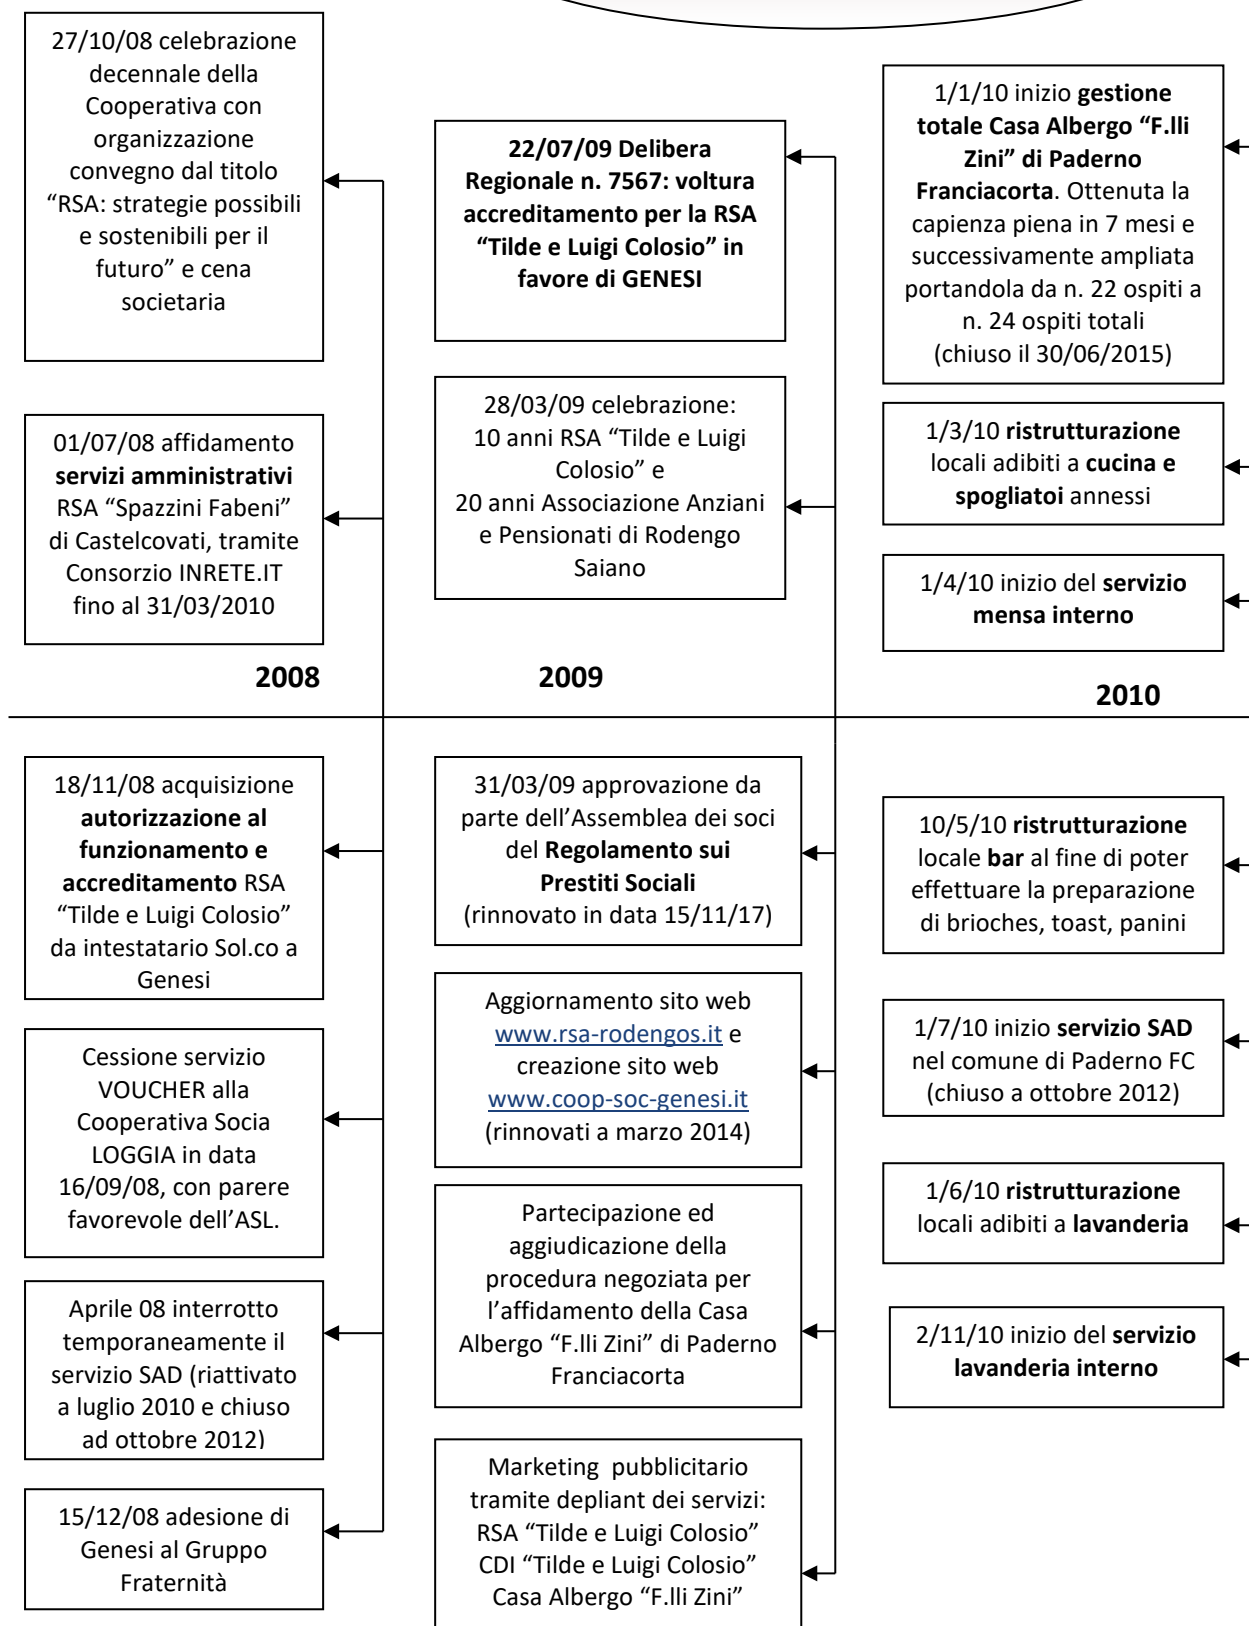 27/10/08 celebrazione
decennale della
Cooperativa con
organizzazione
convegno dal titolo
“RSA: strategie possibili
e sostenibili per il
futuro” e cena
societaria
01/07/08 affidamento
servizi amministrativi
RSA “Spazzini Fabeni”
di Castelcovati, tramite
Consorzio INRETE.IT
fino al 31/03/2010
2008
18/11/08 acquisizione
autorizzazione al
funzionamento e
accreditamento RSA
“Tilde e Luigi Colosio”
da intestatario Sol.co a
Genesi
Cessione servizio
VOUCHER alla
Cooperativa Socia
LOGGIA in data
16/09/08, con parere
favorevole dell’ASL.
Aprile 08 interrotto
temporaneamente il
servizio SAD (riattivato
a luglio 2010 e chiuso
ad ottobre 2012)
15/12/08 adesione di
Genesi al Gruppo
Fraternità
22/07/09 Delibera
Regionale n. 7567: voltura
accreditamento per la RSA
“Tilde e Luigi Colosio” in
favore di GENESI
28/03/09 celebrazione:
10 anni RSA “Tilde e Luigi
Colosio” e
20 anni Associazione Anziani
e Pensionati di Rodengo
Saiano
2009
31/03/09 approvazione da
parte dell’Assemblea dei soci
del Regolamento sui
Prestiti Sociali
(rinnovato in data 15/11/17)
Aggiornamento sito web
www.rsa-rodengos.it e
creazione sito web
www.coop-soc-genesi.it
(rinnovati a marzo 2014)
Partecipazione ed
aggiudicazione della
procedura negoziata per
l’affidamento della Casa
Albergo “F.lli Zini” di Paderno
Franciacorta
Marketing  pubblicitario
tramite depliant dei servizi:
RSA “Tilde e Luigi Colosio”
CDI “Tilde e Luigi Colosio”
Casa Albergo “F.lli Zini”
1/1/10 inizio gestione
totale Casa Albergo “F.lli
Zini” di Paderno
Franciacorta. Ottenuta la
capienza piena in 7 mesi e
successivamente ampliata
portandola da n. 22 ospiti a
n. 24 ospiti totali
(chiuso il 30/06/2015)
1/3/10 ristrutturazione
locali adibiti a cucina e
spogliatoi annessi
1/4/10 inizio del servizio
mensa interno
2010
10/5/10 ristrutturazione
locale bar al fine di poter
effettuare la preparazione
di brioches, toast, panini
1/7/10 inizio servizio SAD
nel comune di Paderno FC
(chiuso a ottobre 2012)
1/6/10 ristrutturazione
locali adibiti a lavanderia
2/11/10 inizio del servizio
lavanderia interno